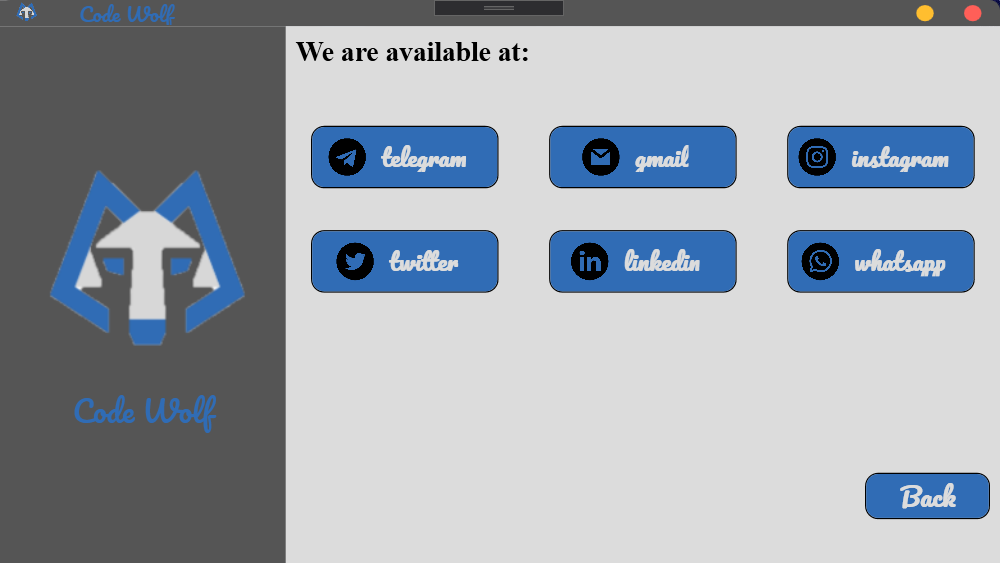 Code Wolf
We are available at:
telegram
gmail
instagram
twitter
linkedin
whatsapp
Code Wolf
Back